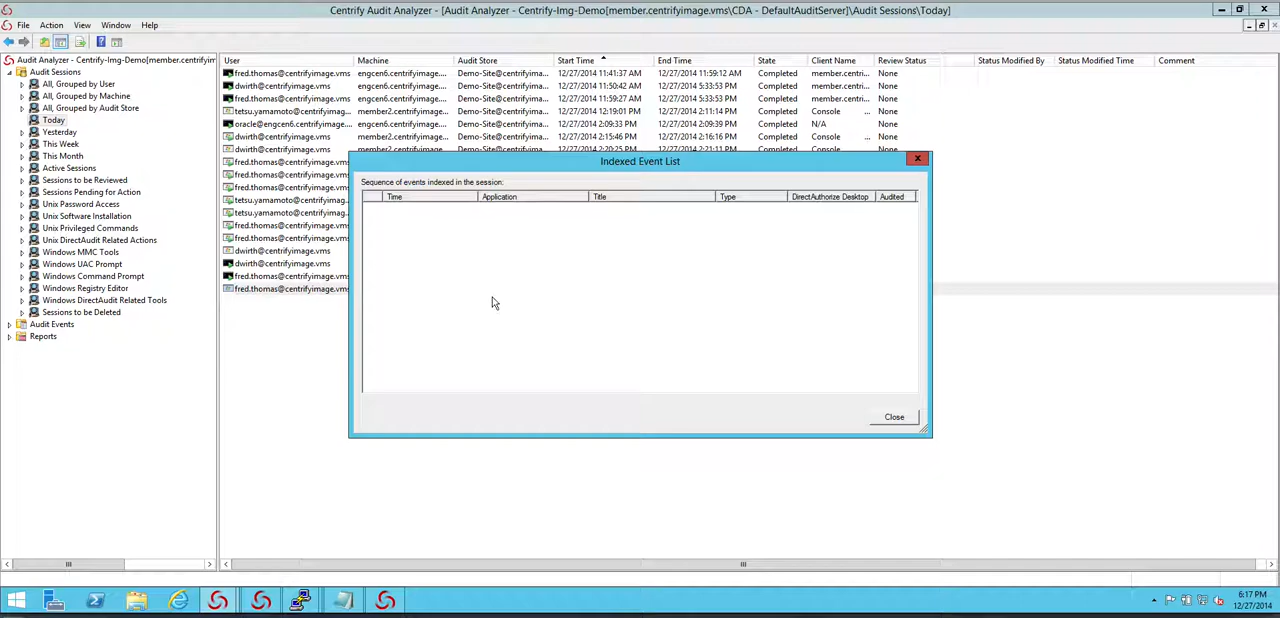 Centrify Audit Analyzer - [Audit Analyzer - Centrify-Img-Demo[member.centrifyimage.vms\CDA - DefaultAuditServer]\Audit Sessions\Today]
File Action View Window Help
Audit Analyzer - Centrify-Img-Demo[member.centrifyim
Audit Sessions
All, Grouped by User
All, Grouped by Machine
All, Grouped by Audit Store
Today
Yesterday
This Week
This Month
Active Sessions
Sessions to be Reviewed
Sessions Pending for Action
Unix Password Access
Unix Software Installation
Unix Privileged Commands
Unix DirectAudit Related Actions
Windows MMC Tools
Windows UAC Prompt
Windows Command Prompt
Windows Registry Editor
Windows DirectAudit Related Tools
Sessions to be Deleted
Audit Events
Reports
User Machine Audit Store Start Time End Time State Client Name Review Status Status Modified By Status Modified Time Comment
fred.thomas@centrifyimage.vms engcen6.centrifyimage.... Demo-Site@centrifyima... 12/27/2014 11:41:37 AM 12/27/2014 11:59:12 AM Completed member.centri... None
dwirth@centrifyimage.vms engcen6.centrifyimage.... Demo-Site@centrifyima... 12/27/2014 11:50:42 AM 12/27/2014 5:33:53 PM Completed member.centri... None
fred.thomas@centrifyimage.vms engcen6.centrifyimage.... Demo-Site@centrifyima... 12/27/2014 11:59:27 AM 12/27/2014 5:33:53 PM Completed member.centri... None
tetsu.yamamoto@centrifyimag... member2.centrifyimage... Demo-Site@centrifyima... 12/27/2014 12:19:01 PM 12/27/2014 2:11:14 PM Completed Console ... None
oracle@engcen6.centrifyimage.... engcen6.centrifyimage.... Demo-Site@centrifyima... 12/27/2014 2:09:33 PM 12/27/2014 2:09:39 PM Completed N/A None
dwirth@centrifyimage.vms member2.centrifyimage... Demo-Site@centrifyima... 12/27/2014 2:15:46 PM 12/27/2014 2:16:16 PM Completed Console ... None
dwirth@centrifyimage.vms member2.centrifyimage... Demo-Site@centrifyima... 12/27/2014 2:20:25 PM 12/27/2014 2:21:11 PM Completed Console ... None
fred.thomas@centrifyimage.vms
fred.thomas@centrifyimage.vms
fred.thomas@centrifyimage.vms
tetsu.yamamoto@centrifyimag...
tetsu.yamamoto@centrifyimag...
fred.thomas@centrifyimage.vms
fred.thomas@centrifyimage.vms
dwirth@centrifyimage.vms
dwirth@centrifyimage.vms
fred.thomas@centrifyimage.vms
fred.thomas@centrifyimage.vms
Indexed Event List
Sequence of events indexed in the session:
Time Application Title Type DirectAuthorize Desktop Audited
Close
6:17 PM
12/27/2014